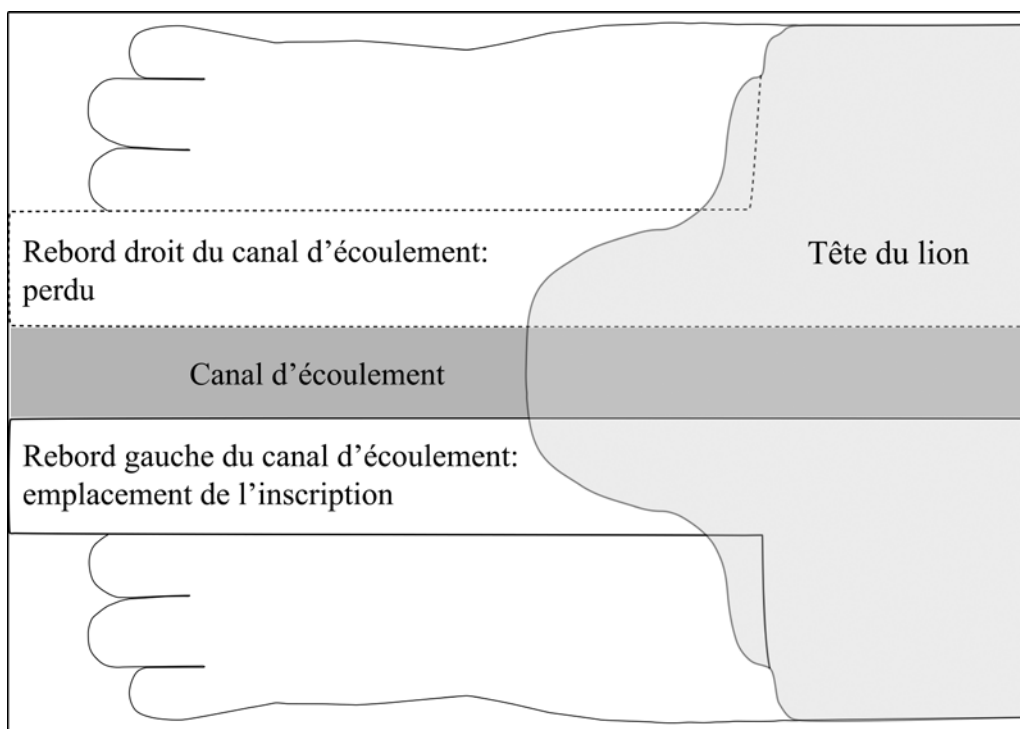 Rebord droit du canal d’écoulement:
perdu
Tête du lion
Canal d’écoulement
Rebord gauche du canal d’écoulement:
emplacement de l’inscription